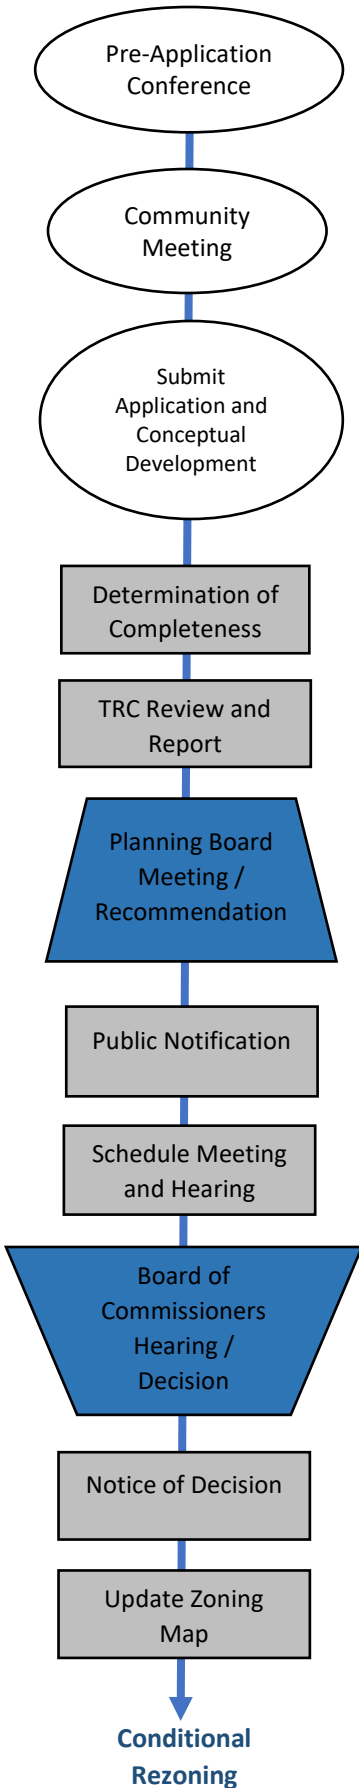 Pre-Application
Conference
Community
Meeting
Submit
Application and
Conceptual
Development
Determination of
Completeness
TRC Review and
Report
Planning Board
Meeting /
Recommendation
Public Notification
Schedule Meeting
and Hearing
Board of
Commissioners
Hearing /
Decision
Notice of Decision
Update Zoning
Map
Conditional
Rezoning